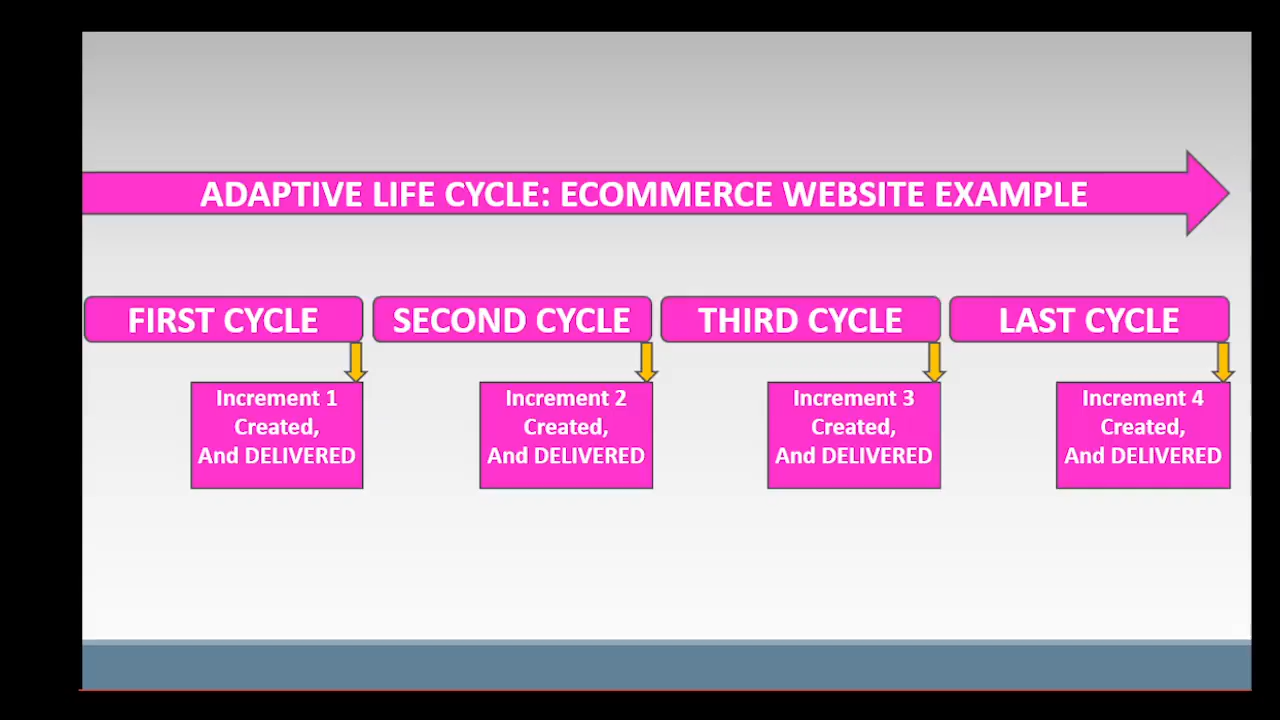 ADAPTIVE LIFE CYCLE: ECOMMERCE WEBSITE EXAMPLE
FIRST CYCLE
SECOND CYCLE
THIRD CYCLE
LAST CYCLE
Increment 1
Created,
And DELIVERED
Increment 2
Created,
And DELIVERED
Increment 3
Created,
And DELIVERED
Increment 4
Created,
And DELIVERED